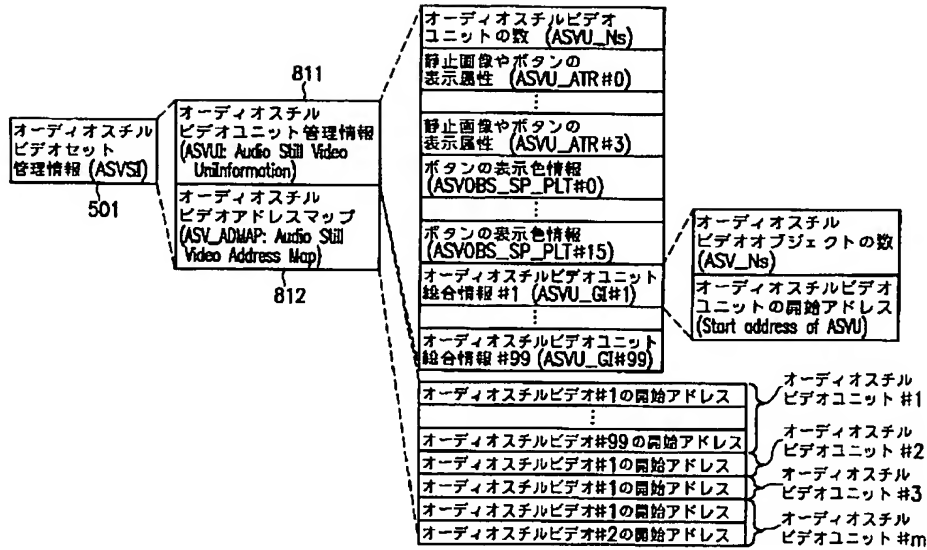 オーディオスチル
ビデオセット
管理情報 (ASVSI)
501
811
オーディオスチル
ビデオユニット管理情報
(ASVUI: Audio Still Video
UniInformation)
オーディオスチル
ビデオアドレスマップ
(ASV_ADMAP: Audio Still
Video Address Map)
812
オーディオスチルビデオ
ユニットの数 (ASVU_Ns)
静止画像やボタンの
表示属性 (ASVU_ATR#0)
⋮
静止画像やボタンの
表示属性 (ASVU_ATR#3)
ボタンの表示色情報
(ASVOBS_SP_PLT#0)
⋮
ボタンの表示色情報
(ASVOBS_SP_PLT#15)
オーディオスチルビデオユニット
総合情報#1 (ASVU_GI#1)
⋮
オーディオスチルビデオユニット
総合情報#99 (ASVU_GI#99)
オーディオスチル
ビデオオブジェクトの数
(ASV_Ns)
オーディオスチルビデオ
ユニットの開始アドレス
(Start address of ASVU)
オーディオスチルビデオ#1の開始アドレス
⋮
オーディオスチルビデオ#99の開始アドレス
オーディオスチルビデオ#1の開始アドレス
オーディオスチルビデオ#1の開始アドレス
オーディオスチルビデオ#1の開始アドレス
オーディオスチルビデオ#2の開始アドレス
オーディオスチル
ビデオユニット#1
オーディオスチル
ビデオユニット#2
オーディオスチル
ビデオユニット#3
オーディオスチル
ビデオユニット#m